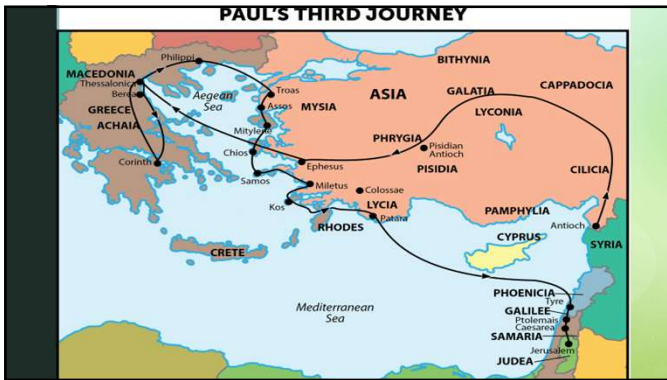 PAUL'S THIRD JOURNEY
Philippi
BITHYNIA
MACEDONIA
Thessalonica
Berea
Aegean
Sea
Troas
Assos
MYSIA
ASIA
GALATIA
CAPPADOCIA
GREECE
ACHAIA
LYCONIA
Mitylene
PHRYGIA
Chios
Pisidian
Antioch
Corinth
Ephesus
PISIDIA
CILICIA
Samos
Miletus
Colossae
Kos
LYCIA
Patara
PAMPHYLIA
Antioch
RHODES
CYPRUS
SYRIA
CRETE
PHOENICIA
Tyre
Mediterranean
Sea
GALILEE
Ptolemais
Caesarea
SAMARIA
Jerusalem
JUDEA